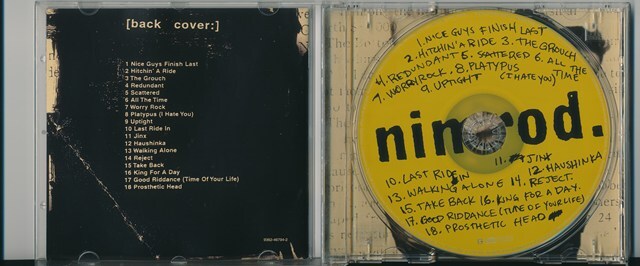 [back cover:]
1 Nice Guys Finish Last
2 Hitchin' A Ride
3 The Grouch
4 Redundant
5 Scattered
6 All The Time
7 Worry Rock
8 Platypus (I Hate You)
9 Uptight
10 Last Ride In
11 Jinx
12 Haushinka
13 Walking Alone
14 Reject
15 Take Back
16 King For A Day
17 Good Riddance (Time Of Your Life)
18 Prosthetic Head
1. NICE GUYS FINISH LAST
2. HITCHIN' A RIDE 3. THE GROUCH
4. REDUNDANT 5. SCATTERED 6. ALL THE TIME
7. WORRY ROCK. 8. PLATYPUS (I HATE YOU)
9. UPTIGHT
nimrod.
10. LAST RIDE IN 11. JINX
12. HAUSHINKA
13. WALKING ALONE 14. REJECT.
15. TAKE BACK 16. KING FOR A DAY.
17. GOOD RIDDANCE (TIME OF YOUR LIFE)
18. PROSTHETIC HEAD
24